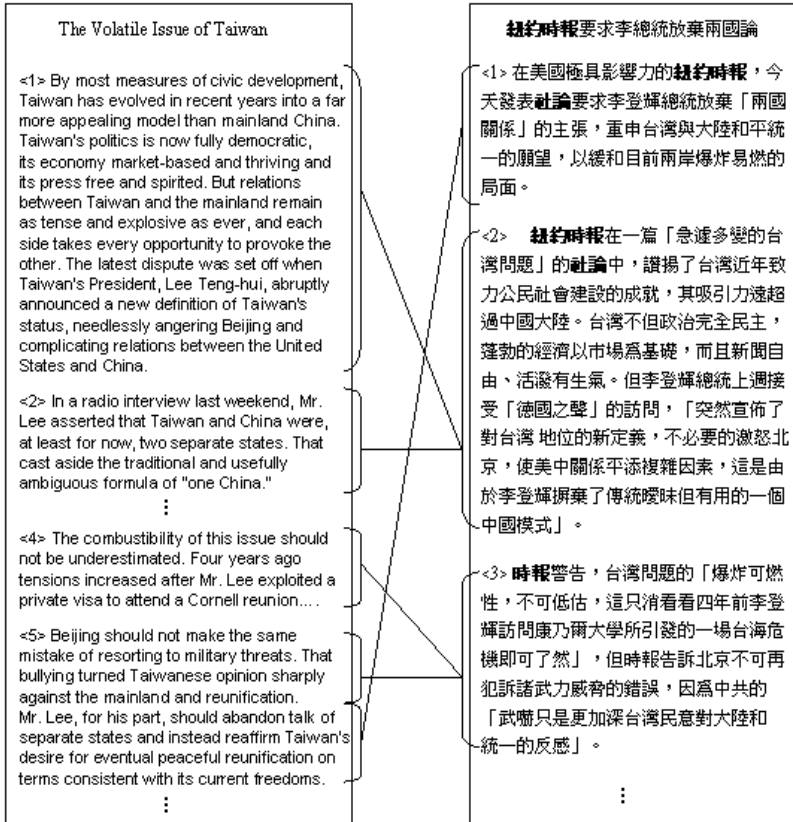 The Volatile Issue of Taiwan
<1> By most measures of civic development,
Taiwan has evolved in recent years into a far
more appealing model than mainland China.
Taiwan's politics is now fully democratic,
its economy market-based and thriving and
its press free and spirited. But relations
between Taiwan and the mainland remain
as tense and explosive as ever, and each
side takes every opportunity to provoke the
other. The latest dispute was set off when
Taiwan's President, Lee Teng-hui, abruptly
announced a new definition of Taiwan's
status, needlessly angering Beijing and
complicating relations between the United
States and China.
<2> In a radio interview last weekend, Mr.
Lee asserted that Taiwan and China were,
at least for now, two separate states. That
cast aside the traditional and usefully
ambiguous formula of "one China."
⋮
<4> The combustibility of this issue should
not be underestimated. Four years ago
tensions increased after Mr. Lee exploited a
private visa to attend a Cornell reunion... .
<5> Beijing should not make the same
mistake of resorting to military threats. That
bullying turned Taiwanese opinion sharply
against the mainland and reunification.
Mr. Lee, for his part, should abandon talk of
separate states and instead reaffirm Taiwan's
desire for eventual peaceful reunification on
terms consistent with its current freedoms.
⋮
紐約時報要求李總統放棄兩國論
<1> 在美國極具影響力的紐約時報，今
天發表社論要求李登輝總統放棄「兩國
關係」的主張，重申台灣與大陸和平統
一的願望，以緩和目前兩岸爆炸易燃的
局面。
<2> 紐約時報在一篇「急遽多變的台
灣問題」的社論中，讚揚了台灣近年致
力公民社會建設的成就，其吸引力遠超
過中國大陸。台灣不但政治完全民主，
蓬勃的經濟以市場爲基礎，而且新聞自
由、活潑有生氣。但李登輝總統上週接
受「德國之聲」的訪問，「突然宣佈了
對台灣 地位的新定義，不必要的激怒北
京，使美中關係平添複雜因素，這是由
於李登輝摒棄了傳統曖昧但有用的一個
中國模式」。
<3> 時報警告，台灣問題的「爆炸可燃
性，不可低估，這只消看看四年前李登
輝訪問康乃爾大學所引發的一場台海危
機即可了然」，但時報告訴北京不可再
犯訴諸武力威脅的錯誤，因爲中共的
「武嚇只是更加深台灣民意對大陸和
統一的反感」。
⋮